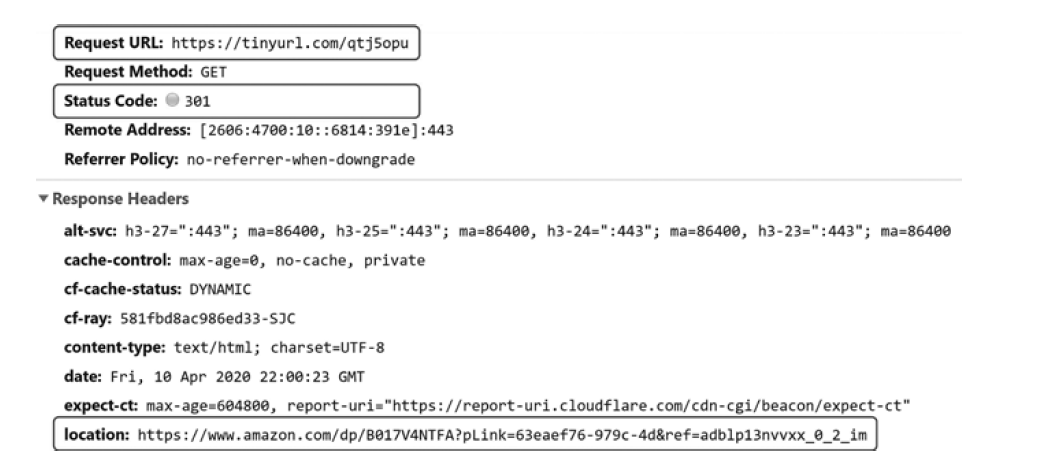 Request URL: https://tinyurl.com/qtj5opu
Request Method: GET
Status Code: 301
Remote Address: [2606:4700:10::6814:391e]:443
Referrer Policy: no-referrer-when-downgrade
Response Headers
alt-svc: h3-27=":443"; ma=86400, h3-25=":443"; ma=86400, h3-24=":443"; ma=86400, h3-23=":443"; ma=86400
cache-control: max-age=0, no-cache, private
cf-cache-status: DYNAMIC
cf-ray: 581fbd8ac986ed33-SJC
content-type: text/html; charset=UTF-8
date: Fri, 10 Apr 2020 22:00:23 GMT
expect-ct: max-age=604800, report-uri="https://report-uri.cloudflare.com/cdn-cgi/beacon/expect-ct"
location: https://www.amazon.com/dp/B017V4NTFA?pLink=63eaef76-979c-4d&ref=adblp13nvvxx_0_2_im